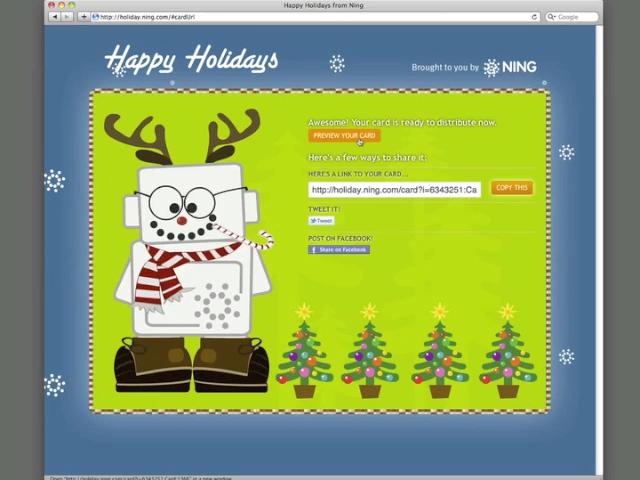 Happy Holidays from Ning
http://holiday.ning.com/#cardUrl
Google
Happy Holidays
Brought to you by NING
Awesome! Your card is ready to distribute now.
PREVIEW YOUR CARD
Here's a few ways to share it:
HERE'S A LINK TO YOUR CARD...
http://holiday.ning.com/card?i=6343251:Ca
COPY THIS
TWEET IT!
Tweet
POST ON FACEBOOK!
Share on Facebook